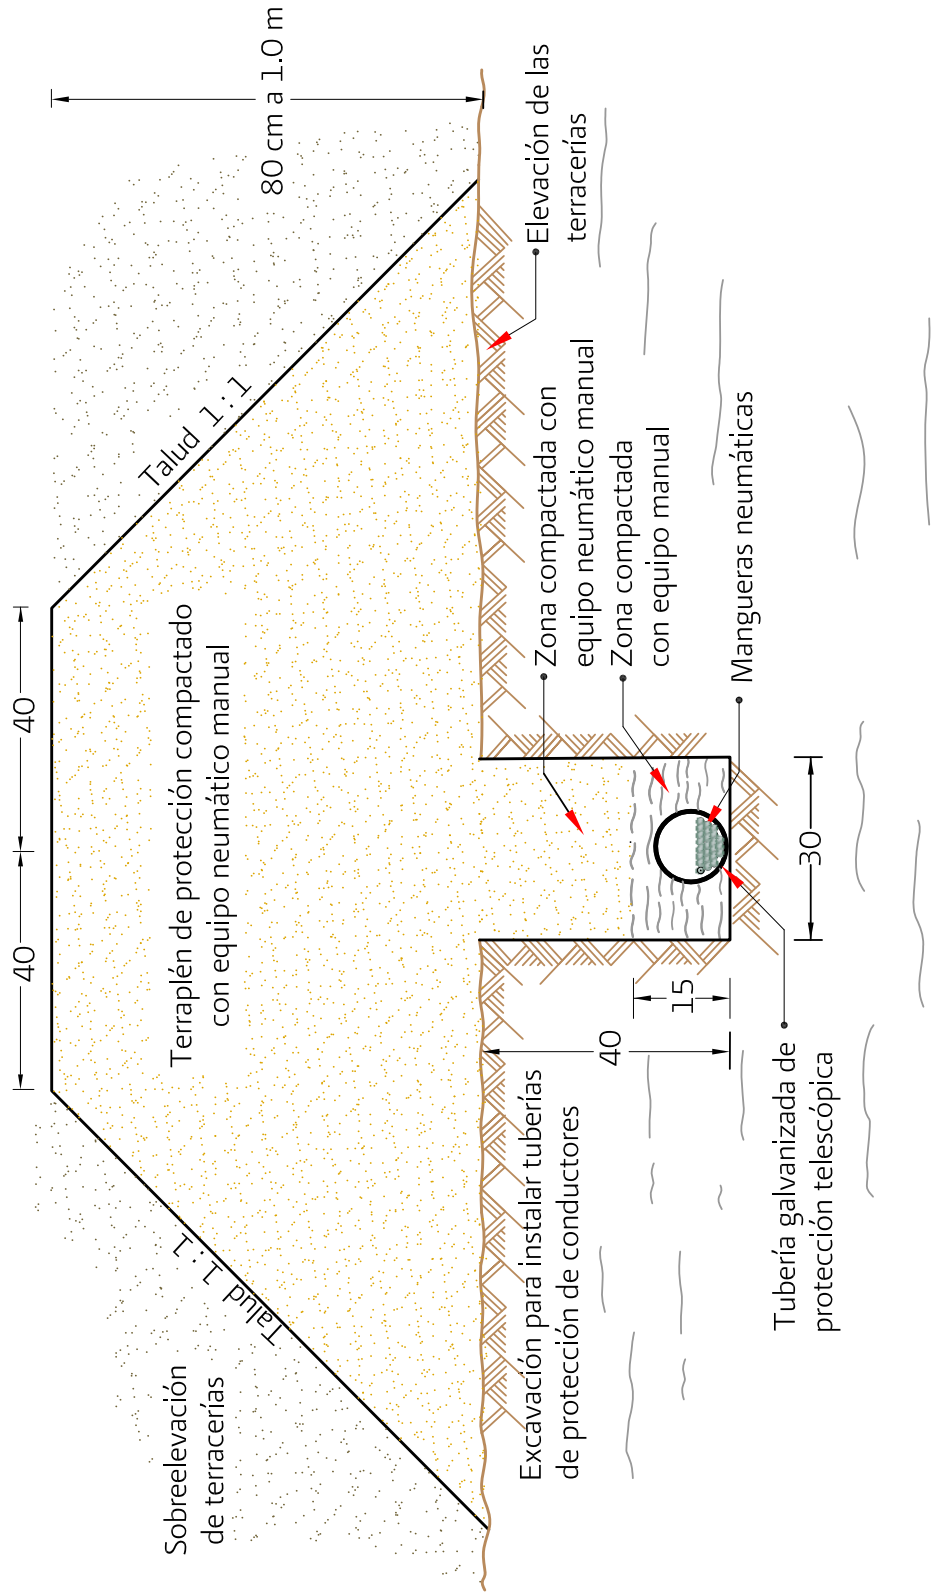 40
40
80 cm a 1.0 m
Sobreelevación
de terracerías
Talud 1 : 1
Terraplén de protección compactado
con equipo neumático manual
Talud 1 : 1
Excavación para instalar tuberías
de protección de conductores
40
15
30
Zona compactada con
equipo neumático manual
Zona compactada
con equipo manual
Mangueras neumáticas
Elevación de las
terracerías
Tubería galvanizada de
protección telescópica